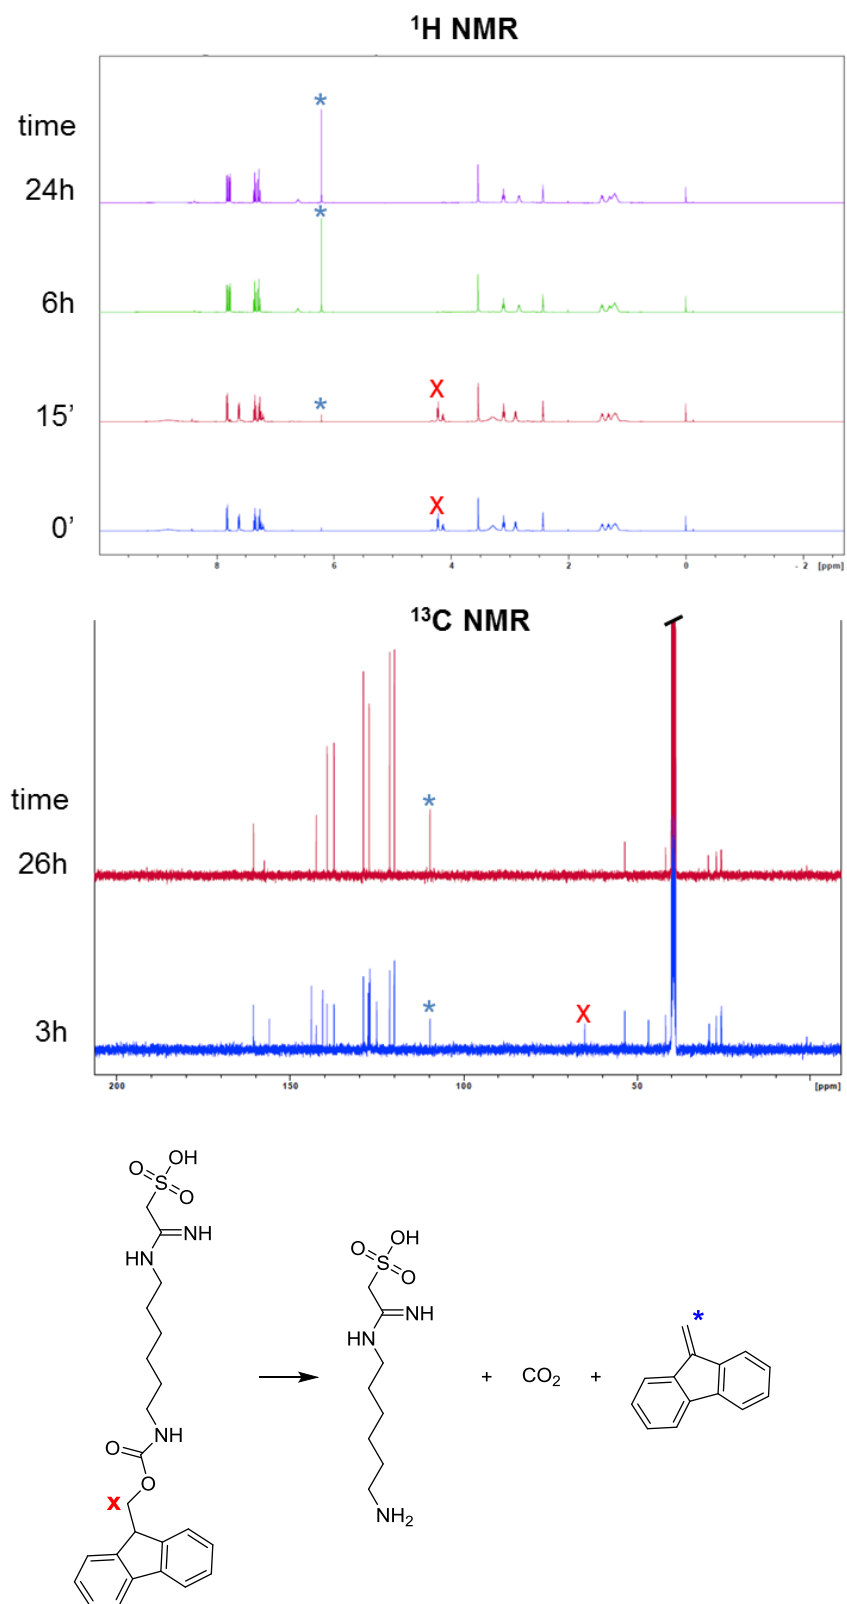 ¹H NMR
time
*
24h
*
6h
X
*
15’
X
0’
8 6 4 2 0 - 2 [ppm]
¹³C NMR
time
*
26h
X
*
3h
200 150 100 50 [ppm]
OH
O
S
O
NH
HN
OH
O
S
O
NH
HN
*
+ CO₂ +
NH
O
O
x
NH₂